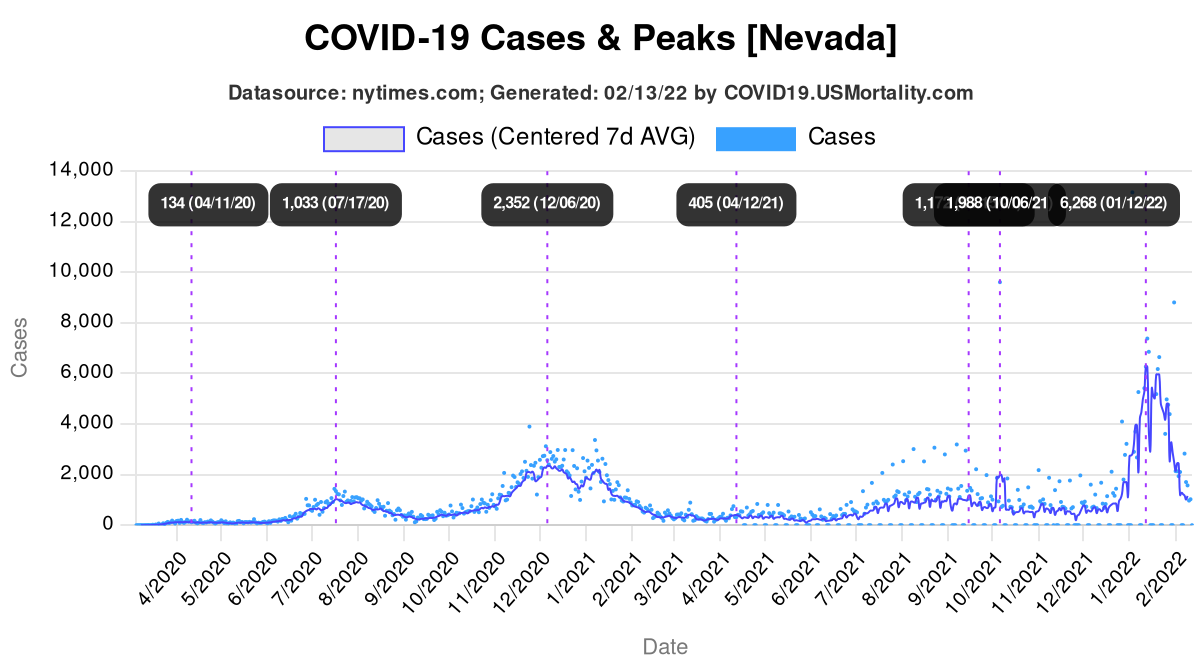 COVID-19 Cases & Peaks [Nevada]
Datasource: nytimes.com; Generated: 02/13/22 by COVID19.USMortality.com
Cases (Centered 7d AVG) Cases
14,000
12,000
10,000
8,000
6,000
4,000
2,000
0
Cases
134 (04/11/20) 1,033 (07/17/20) 2,352 (12/06/20) 405 (04/12/21) 1,988 (10/06/21) 6,268 (01/12/22)
4/2020 5/2020 6/2020 7/2020 8/2020 9/2020 10/2020 11/2020 12/2020 1/2021 2/2021 3/2021 4/2021 5/2021 6/2021 7/2021 8/2021 9/2021 10/2021 11/2021 12/2021 1/2022 2/2022
Date